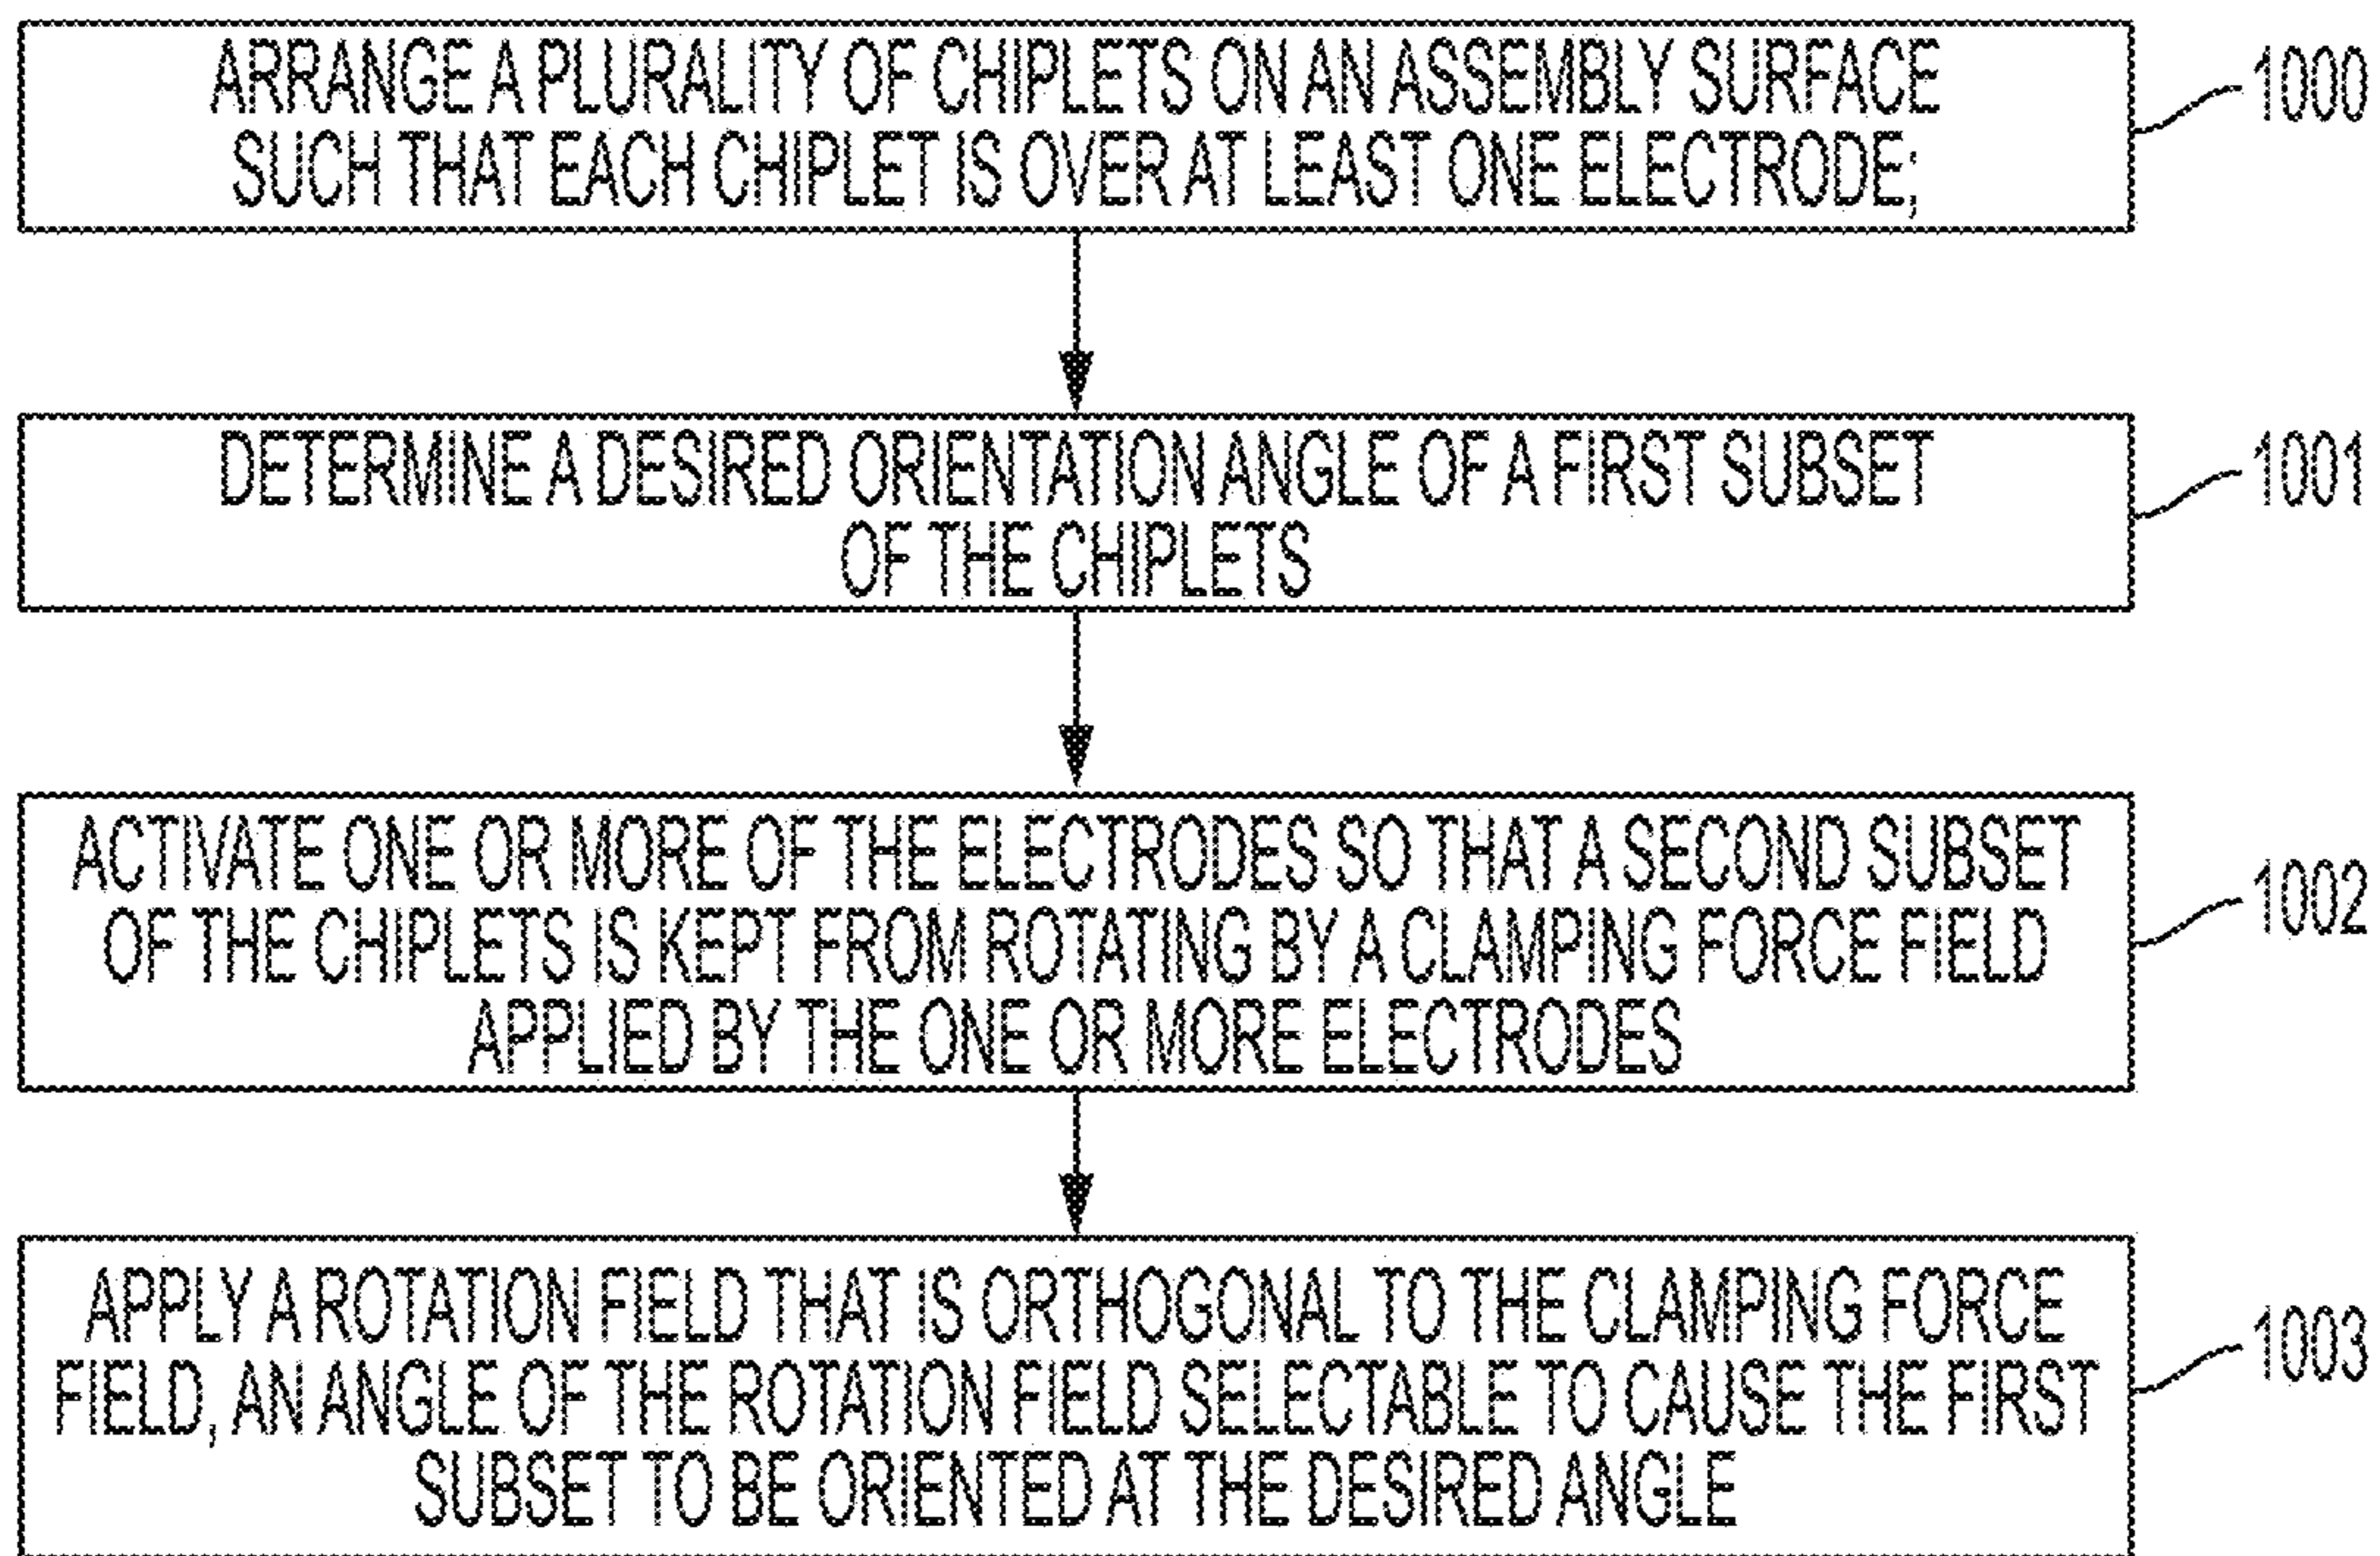 ARRANGE A PLURALITY OF CHIPLETS ON AN ASSEMBLY SURFACE
SUCH THAT EACH CHIPLET IS OVER AT LEAST ONE ELECTRODE;
1000
DETERMINE A DESIRED ORIENTATION ANGLE OF A FIRST SUBSET
OF THE CHIPLETS
1001
ACTIVATE ONE OR MORE OF THE ELECTRODES SO THAT A SECOND SUBSET
OF THE CHIPLETS IS KEPT FROM ROTATING BY A CLAMPING FORCE FIELD
APPLIED BY THE ONE OR MORE ELECTRODES
1002
APPLY A ROTATION FIELD THAT IS ORTHOGONAL TO THE CLAMPING FORCE
FIELD, AN ANGLE OF THE ROTATION FIELD SELECTABLE TO CAUSE THE FIRST
SUBSET TO BE ORIENTED AT THE DESIRED ANGLE
1003